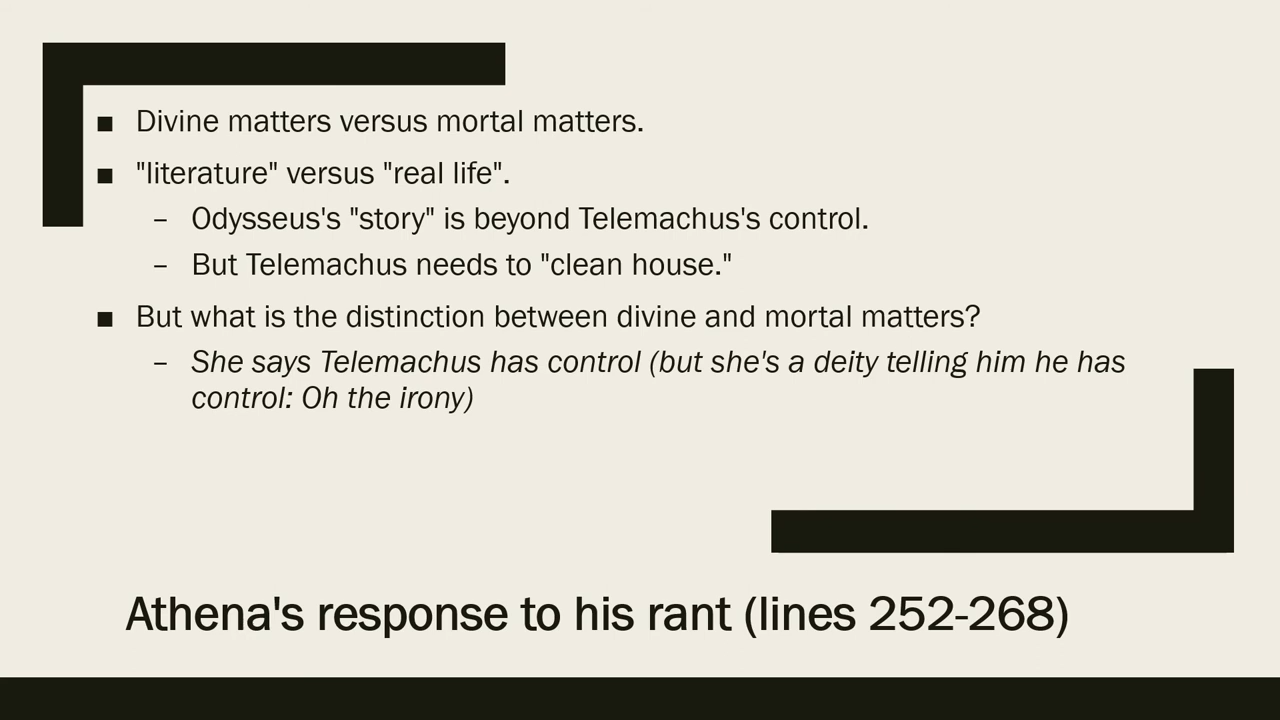 ■ Divine matters versus mortal matters.
■ "literature" versus "real life".
– Odysseus's "story" is beyond Telemachus's control.
– But Telemachus needs to "clean house."
■ But what is the distinction between divine and mortal matters?
– She says Telemachus has control (but she's a deity telling him he has
control: Oh the irony)
Athena's response to his rant (lines 252-268)